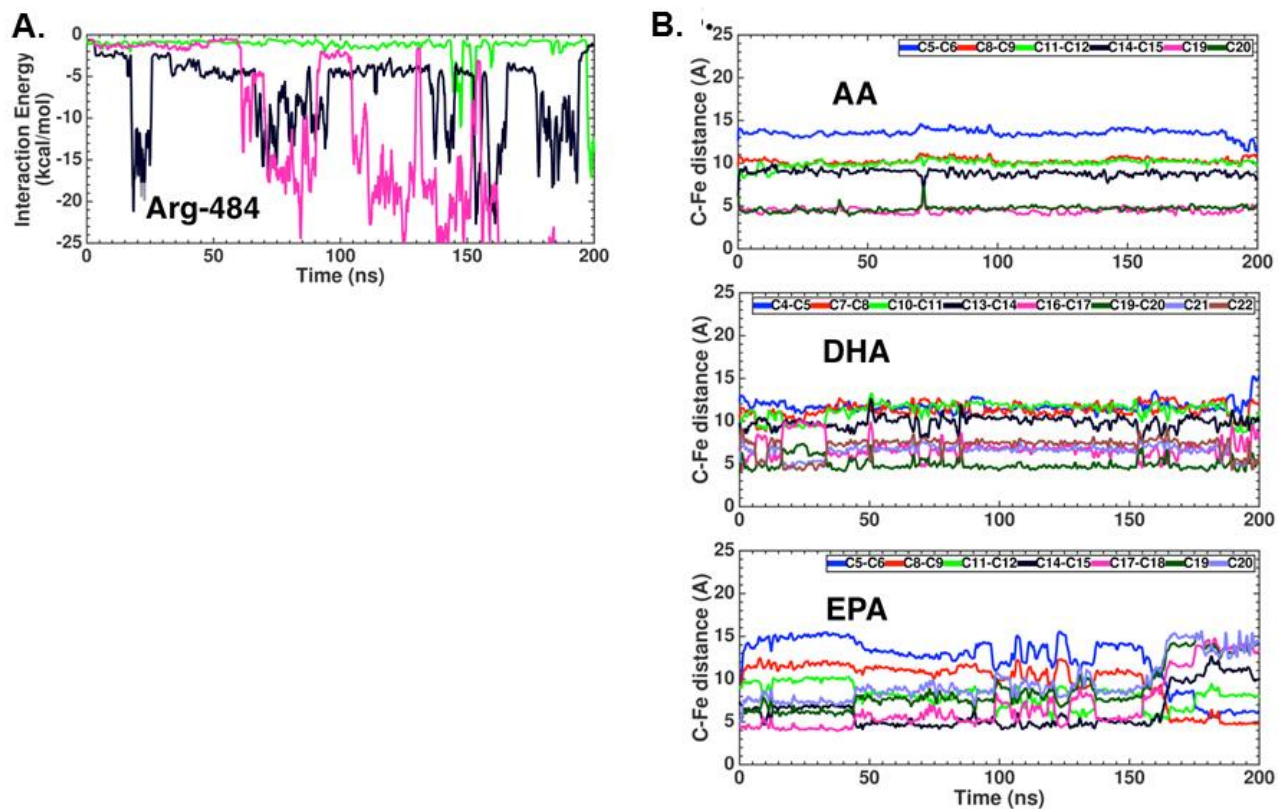 A.
0
-5
-10
-15
-20
-25
Interaction Energy
(kcal/mol)
Arg-484
0 50 100 150 200
Time (ns)
B.
C5-C6 C8-C9 C11-C12 C14-C15 C19 C20
25
20
15
10
5
0
C-Fe distance (A)
AA
0 50 100 150 200
C4-C5 C7-C8 C10-C11 C13-C14 C16-C17 C19-C20 C21 C22
25
20
15
10
5
0
C-Fe distance (A)
DHA
0 50 100 150 200
C5-C6 C8-C9 C11-C12 C14-C15 C17-C18 C19 C20
25
20
15
10
5
0
C-Fe distance (A)
EPA
0 50 100 150 200
Time (ns)